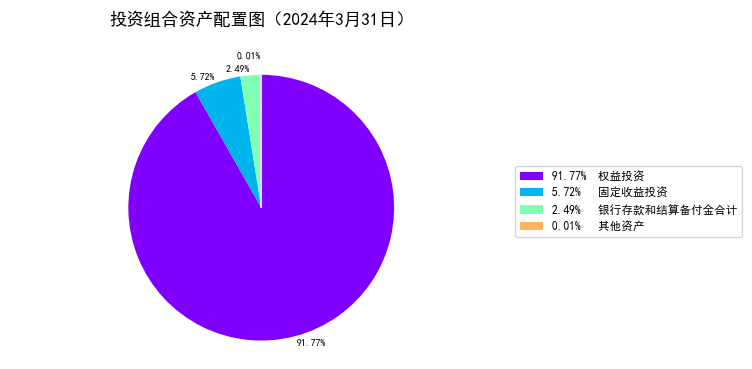 投资组合资产配置图（2024年3月31日）
0.01%
2.49%
5.72%
91.77%
91.77% 权益投资
5.72% 固定收益投资
2.49% 银行存款和结算备付金合计
0.01% 其他资产